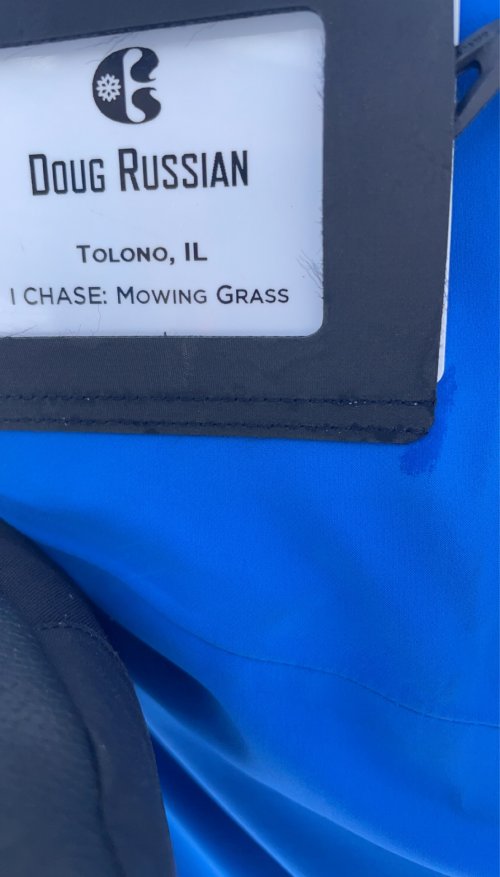 DOUG RUSSIAN
TOLONO, IL
I CHASE: MOWING GRASS